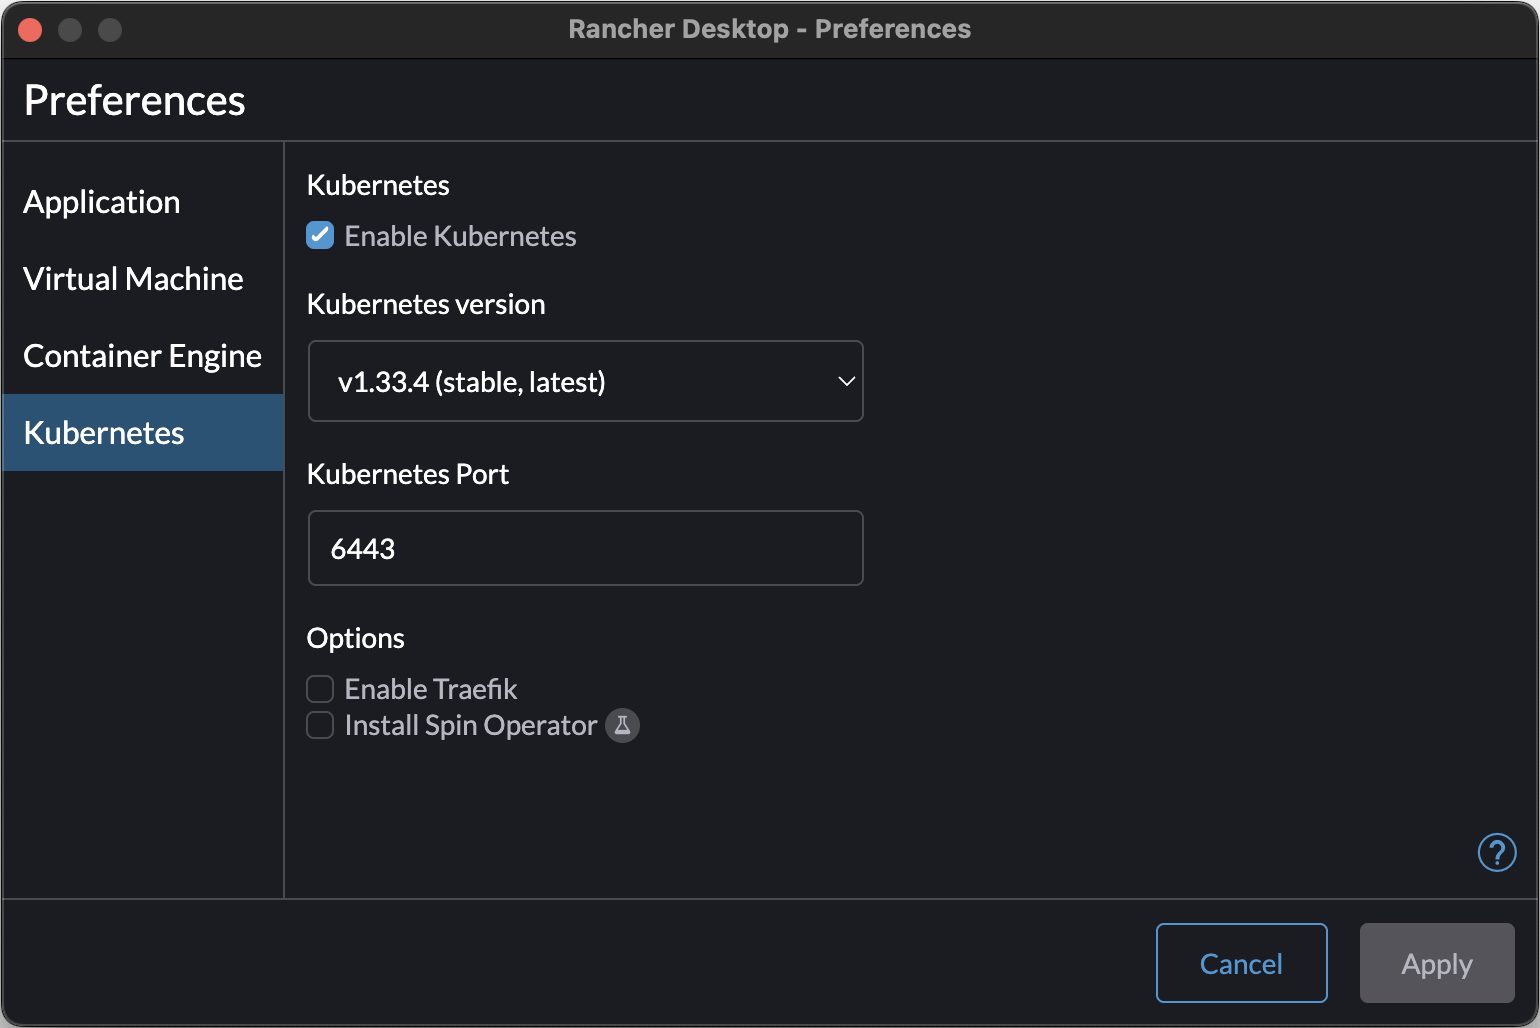 Rancher Desktop - Preferences
Preferences
Application
Virtual Machine
Container Engine
Kubernetes
Kubernetes
Enable Kubernetes
Kubernetes version
v1.33.4 (stable, latest)
Kubernetes Port
6443
Options
Enable Traefik
Install Spin Operator
?
Cancel
Apply